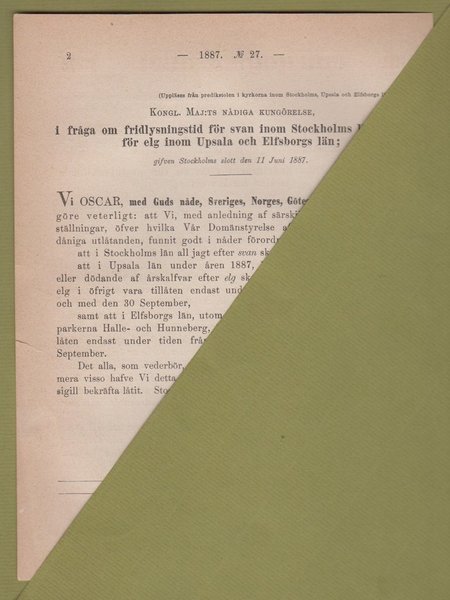 2 — 1887. № 27. —
(Uppläses från predikstolen i kyrkorna inom Stockholms, Upsala och Elfsborgs
KONGL. MAJ:TS NÅDIGA KUNGÖRELSE,
i fråga om fridlysningstid för svan inom Stockholms
för elg inom Upsala och Elfsborgs län;
gifven Stockholms slott den 11 Juni 1887.
VI OSCAR, med Guds nåde, Sveriges, Norges, Göte
göre veterligt: att Vi, med anledning af särski
ställningar, öfver hvilka Vår Domänstyrelse af
dåniga utlåtanden, funnit godt i nåder förordn
att i Stockholms län all jagt efter svan sk
att i Upsala län under åren 1887,
eller dödande af årskalfvar efter elg sk
elg i öfrigt vara tillåten endast und
och med den 30 September,
samt att i Elfsborgs län, utom
parkerna Halle- och Hunneberg,
låten endast under tiden frå
September.
Det alla, som vederbör,
mera visso hafve Vi detta
sigill bekräfta låtit. Sto